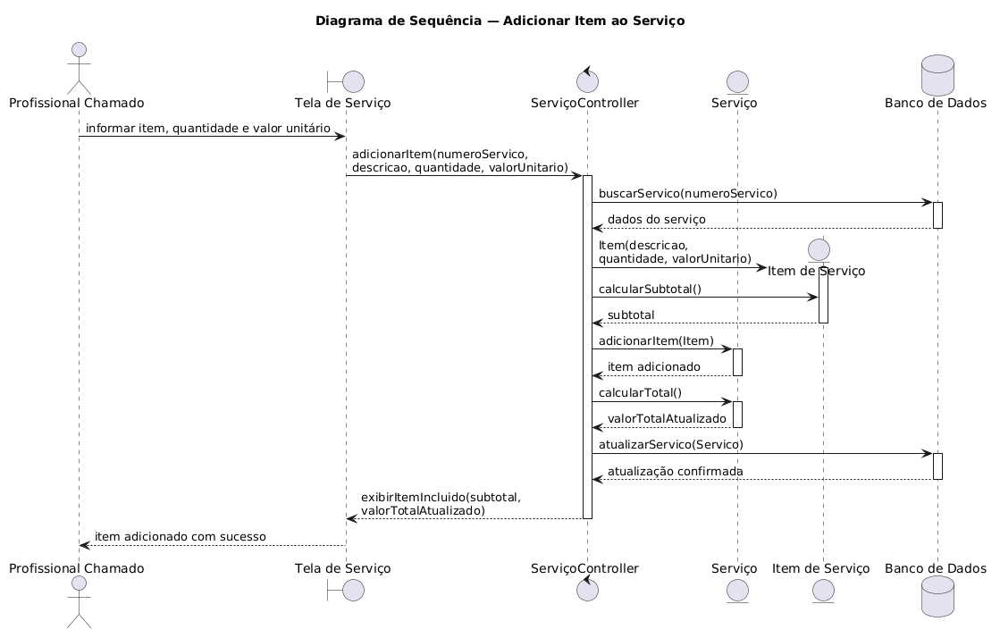 Diagrama de Sequência — Adicionar Item ao Serviço
Profissional Chamado
Tela de Serviço
ServiçoController
Serviço
Banco de Dados
informar item, quantidade e valor unitário
adicionarItem(numeroServico,
descricao, quantidade, valorUnitario)
buscarServico(numeroServico)
dados do serviço
Item(descricao,
quantidade, valorUnitario)
Item de Serviço
calcularSubtotal()
subtotal
adicionarItem(Item)
item adicionado
calcularTotal()
valorTotalAtualizado
atualizarServico(Servico)
atualização confirmada
exibirItemIncluido(subtotal,
valorTotalAtualizado)
item adicionado com sucesso
Profissional Chamado
Tela de Serviço
ServiçoController
Serviço
Item de Serviço
Banco de Dados